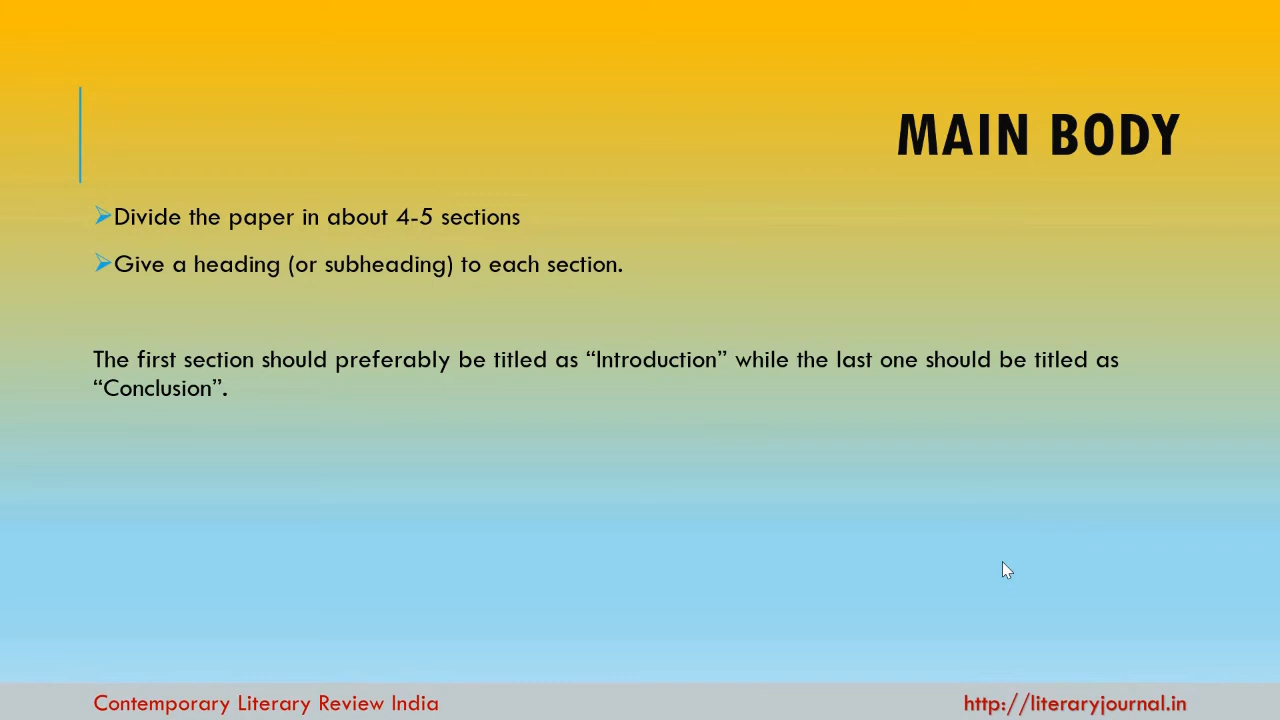 MAIN BODY
Divide the paper in about 4-5 sections
Give a heading (or subheading) to each section.
The first section should preferably be titled as “Introduction” while the last one should be titled as
“Conclusion”.
Contemporary Literary Review India
http://literaryjournal.in